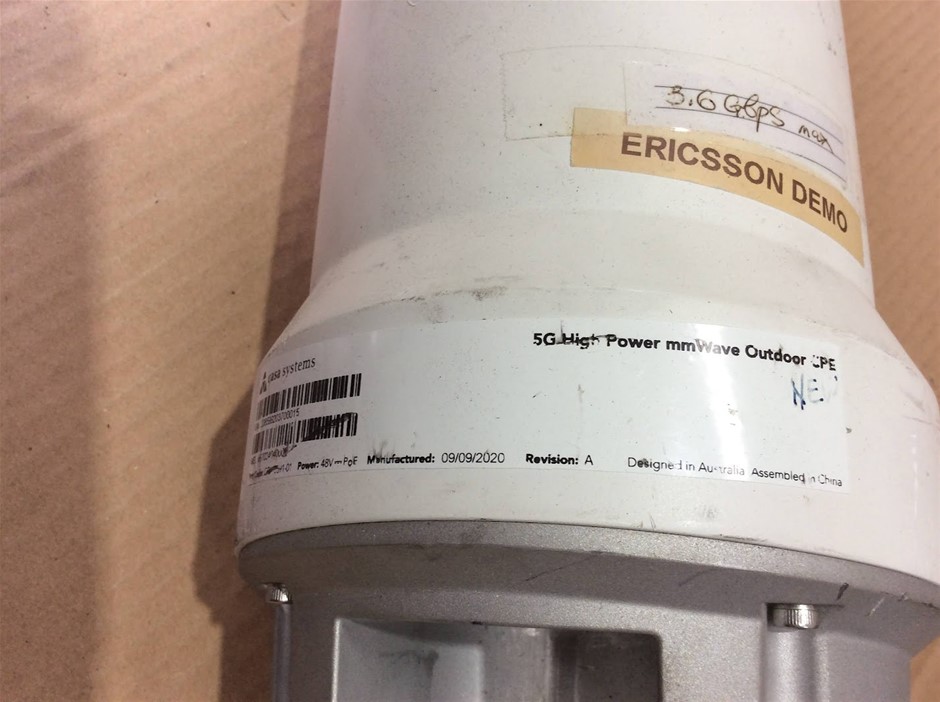 3.6 Gbps max
ERICSSON DEMO
5G High Power mmWave Outdoor CPE
NEW
casa systems
Power: 48V PoE Manufactured: 09/09/2020 Revision: A Designed in Australia Assembled in China